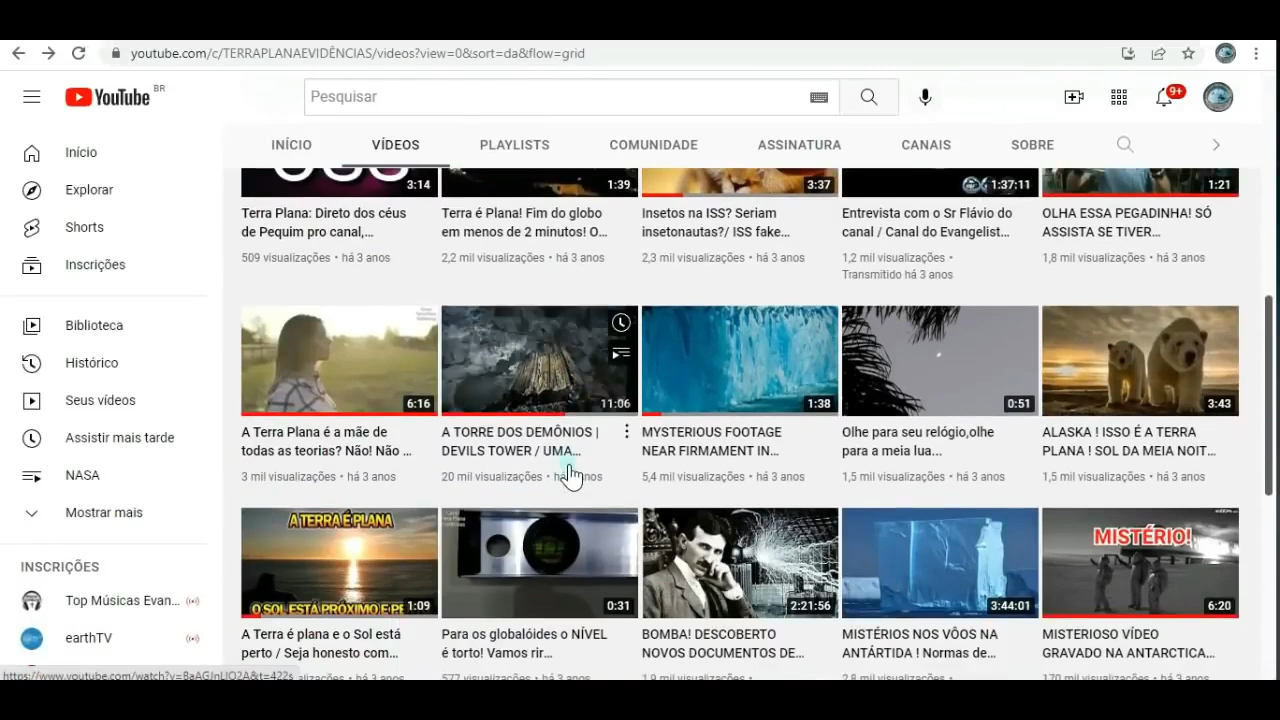 youtube.com/c/TERRAPLANAEVIDÊNCIAS/videos?view=0&sort=da&flow=grid
YouTube BR
Pesquisar
9+
INÍCIO VÍDEOS PLAYLISTS COMUNIDADE ASSINATURA CANAIS SOBRE
Início
Explorar
Shorts
Inscrições
Biblioteca
Histórico
Seus vídeos
Assistir mais tarde
NASA
Mostrar mais
INSCRIÇÕES
Top Músicas Evan...
earthTV
3:14
Terra Plana: Direto dos céus
de Pequim pro canal,...
509 visualizações • há 3 anos
1:39
Terra é Plana! Fim do globo
em menos de 2 minutos! O...
2,2 mil visualizações • há 3 anos
3:37
Insetos na ISS? Seriam
insetonautas?/ ISS fake...
2,3 mil visualizações • há 3 anos
1:37:11
Entrevista com o Sr Flávio do
canal / Canal do Evangelist...
1,2 mil visualizações •
Transmitido há 3 anos
1:21
OLHA ESSA PEGADINHA! SÓ
ASSISTA SE TIVER...
1,8 mil visualizações • há 3 anos
6:16
A Terra Plana é a mãe de
todas as teorias? Não! Não ...
3 mil visualizações • há 3 anos
11:06
A TORRE DOS DEMÔNIOS |
DEVILS TOWER / UMA...
20 mil visualizações • há anos
1:38
MYSTERIOUS FOOTAGE
NEAR FIRMAMENT IN...
5,4 mil visualizações • há 3 anos
0:51
Olhe para seu relógio,olhe
para a meia lua...
1,5 mil visualizações • há 3 anos
3:43
ALASKA ! ISSO É A TERRA
PLANA ! SOL DA MEIA NOIT...
1,5 mil visualizações • há 3 anos
A TERRA É PLANA
O SOL ESTÁ PRÓXIMO E PE
1:09
A Terra é plana e o Sol está
perto / Seja honesto com...
0:31
Para os globalóides o NÍVEL
é torto! Vamos rir...
2:21:56
BOMBA! DESCOBERTO
NOVOS DOCUMENTOS DE...
3:44:01
MISTÉRIOS NOS VÔOS NA
ANTÁRTIDA ! Normas de...
MISTÉRIO!
6:20
MISTERIOSO VÍDEO
GRAVADO NA ANTARCTICA...